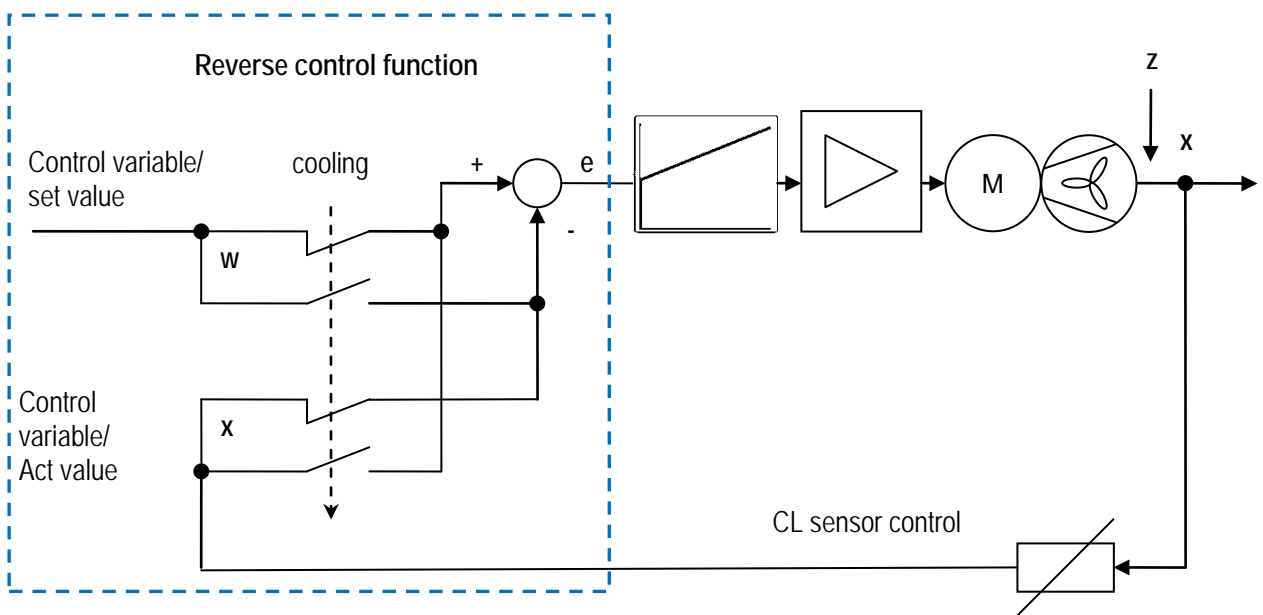 Reverse control function
Z
X
Control variable/
set value
cooling
+
e
M
W
-
Control
variable/
Act value
X
CL sensor control